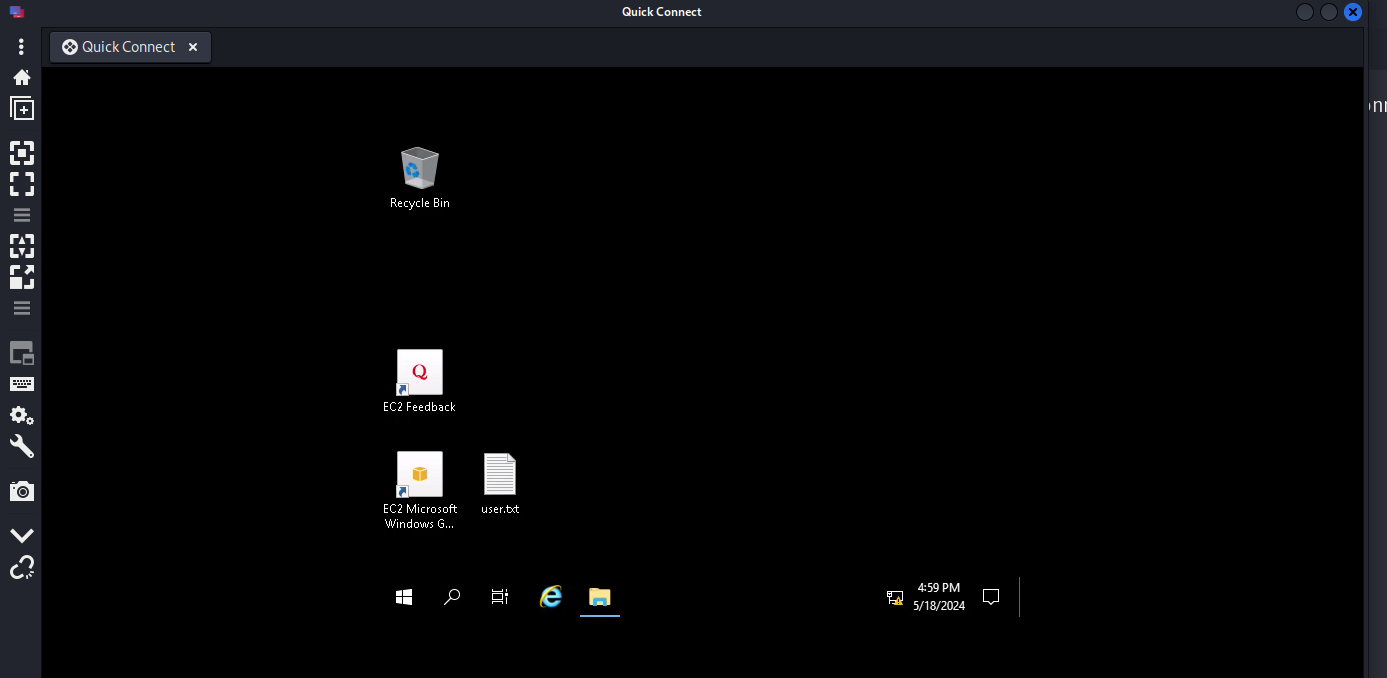 Quick Connect
Quick Connect
onn
Recycle Bin
Q
EC2 Feedback
EC2 Microsoft
Windows G...
user.txt
4:59 PM
5/18/2024